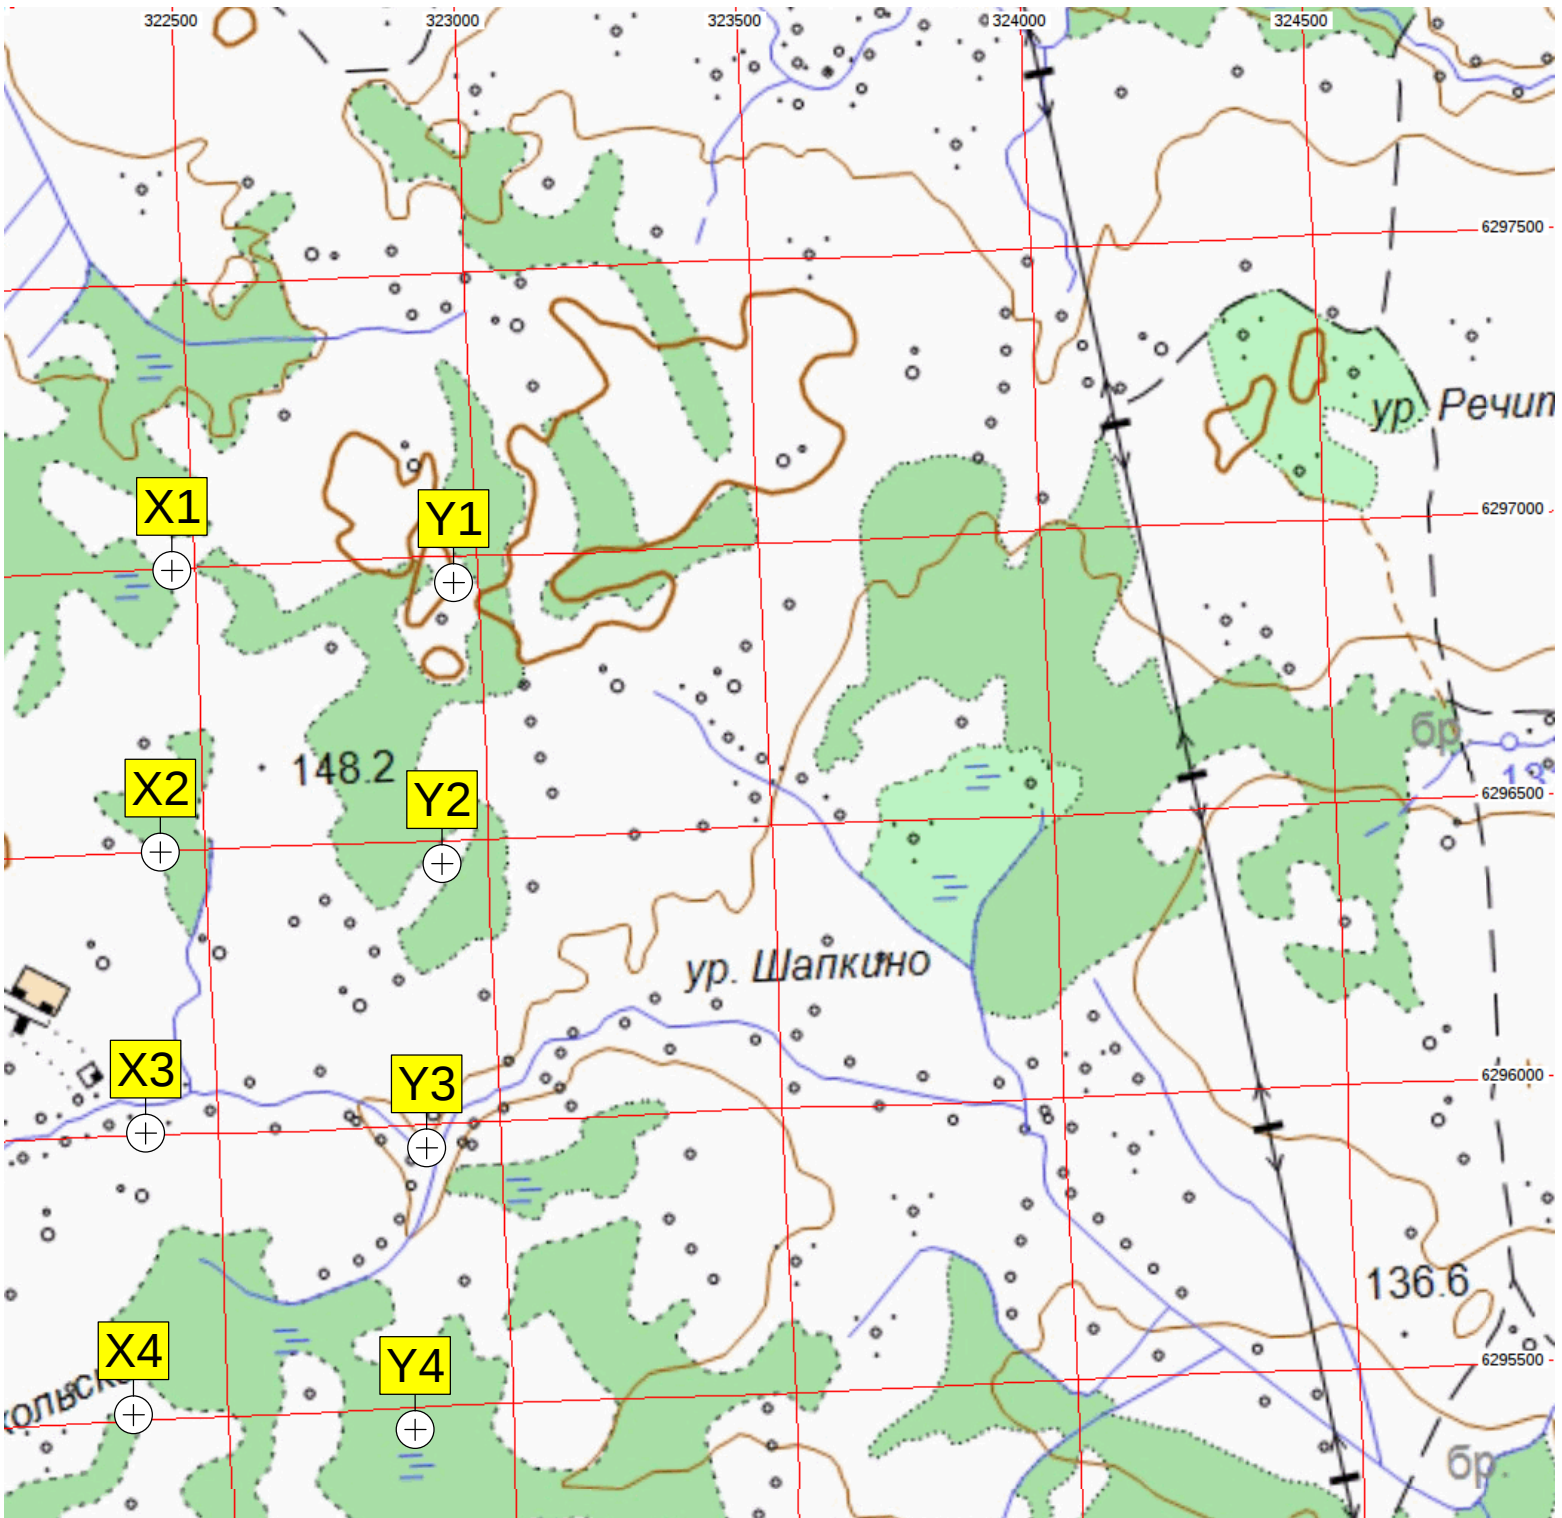 322500 323000 323500 324000 324500
6297500
ур. Речит
6297000
X1 Y1
бр.
148.2
X2 Y2
6296500
ур. Шапкино
6296000
X3 Y3
136.6
X4 Y4
6295500
кольско
бр.